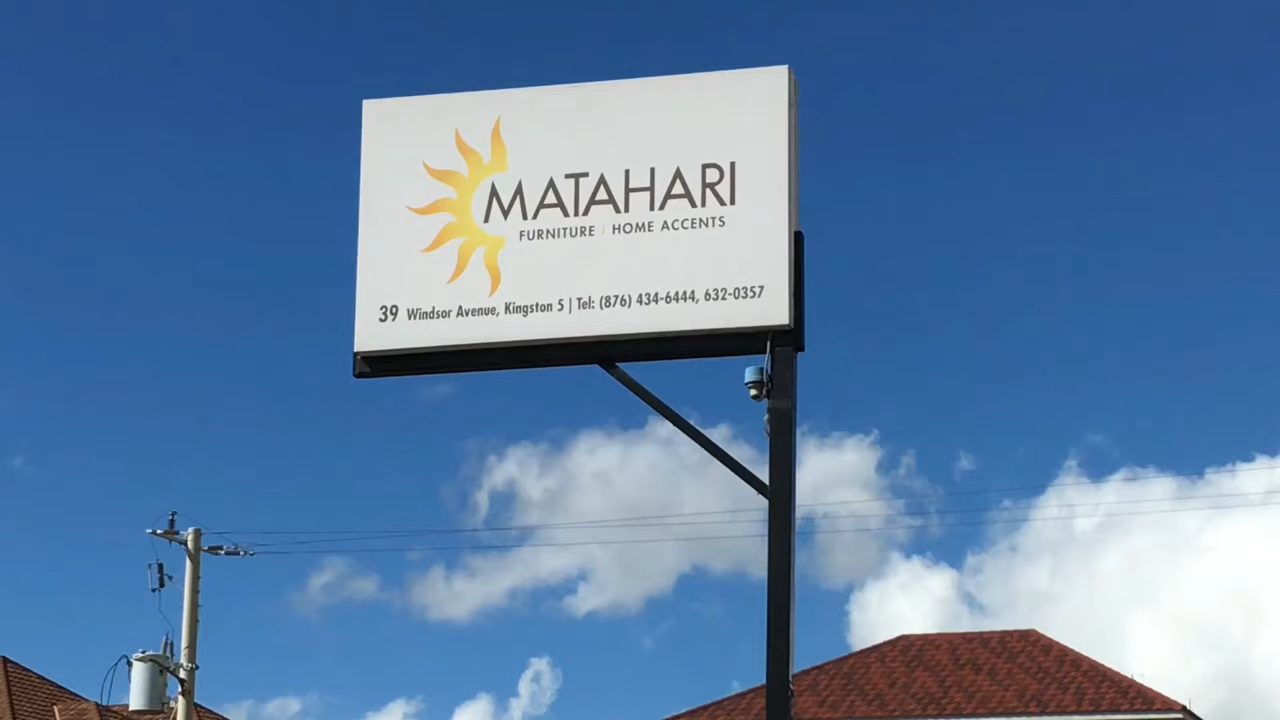 MATAHARI
FURNITURE | HOME ACCENTS
39 Windsor Avenue, Kingston 5 | Tel: (876) 434-6444, 632-0357